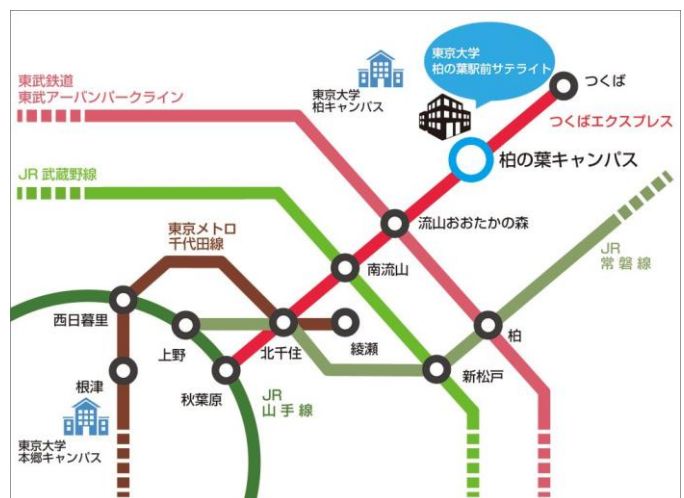 東京大学
柏の葉駅前サテライト
つくば
東武鉄道
東武アーバンパークライン
東京大学
柏キャンパス
つくばエクスプレス
柏の葉キャンパス
JR 武蔵野線
東京メトロ
千代田線
流山おおたかの森
JR
常磐線
南流山
西日暮里
上野
北千住
綾瀬
柏
新松戸
根津
秋葉原
JR
山手線
東京大学
本郷キャンパス